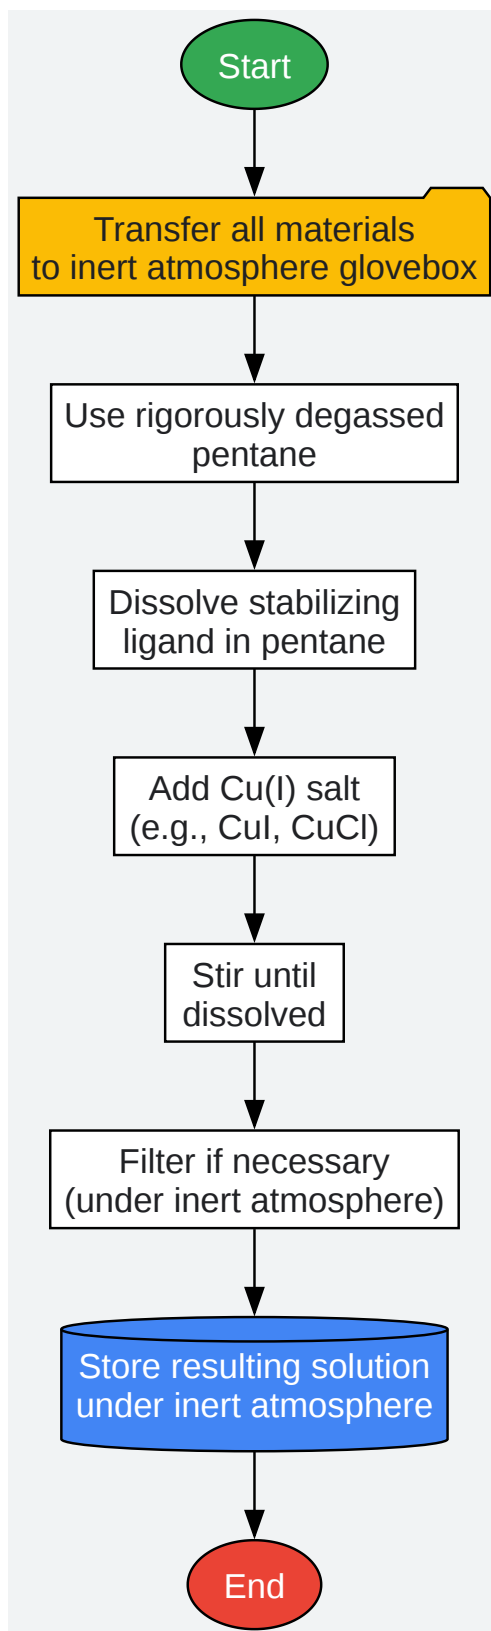 Start
Transfer all materials
to inert atmosphere glovebox
Use rigorously degassed
pentane
Dissolve stabilizing
ligand in pentane
Add Cu(I) salt
(e.g., CuI, CuCl)
Stir until
dissolved
Filter if necessary
(under inert atmosphere)
Store resulting solution
under inert atmosphere
End